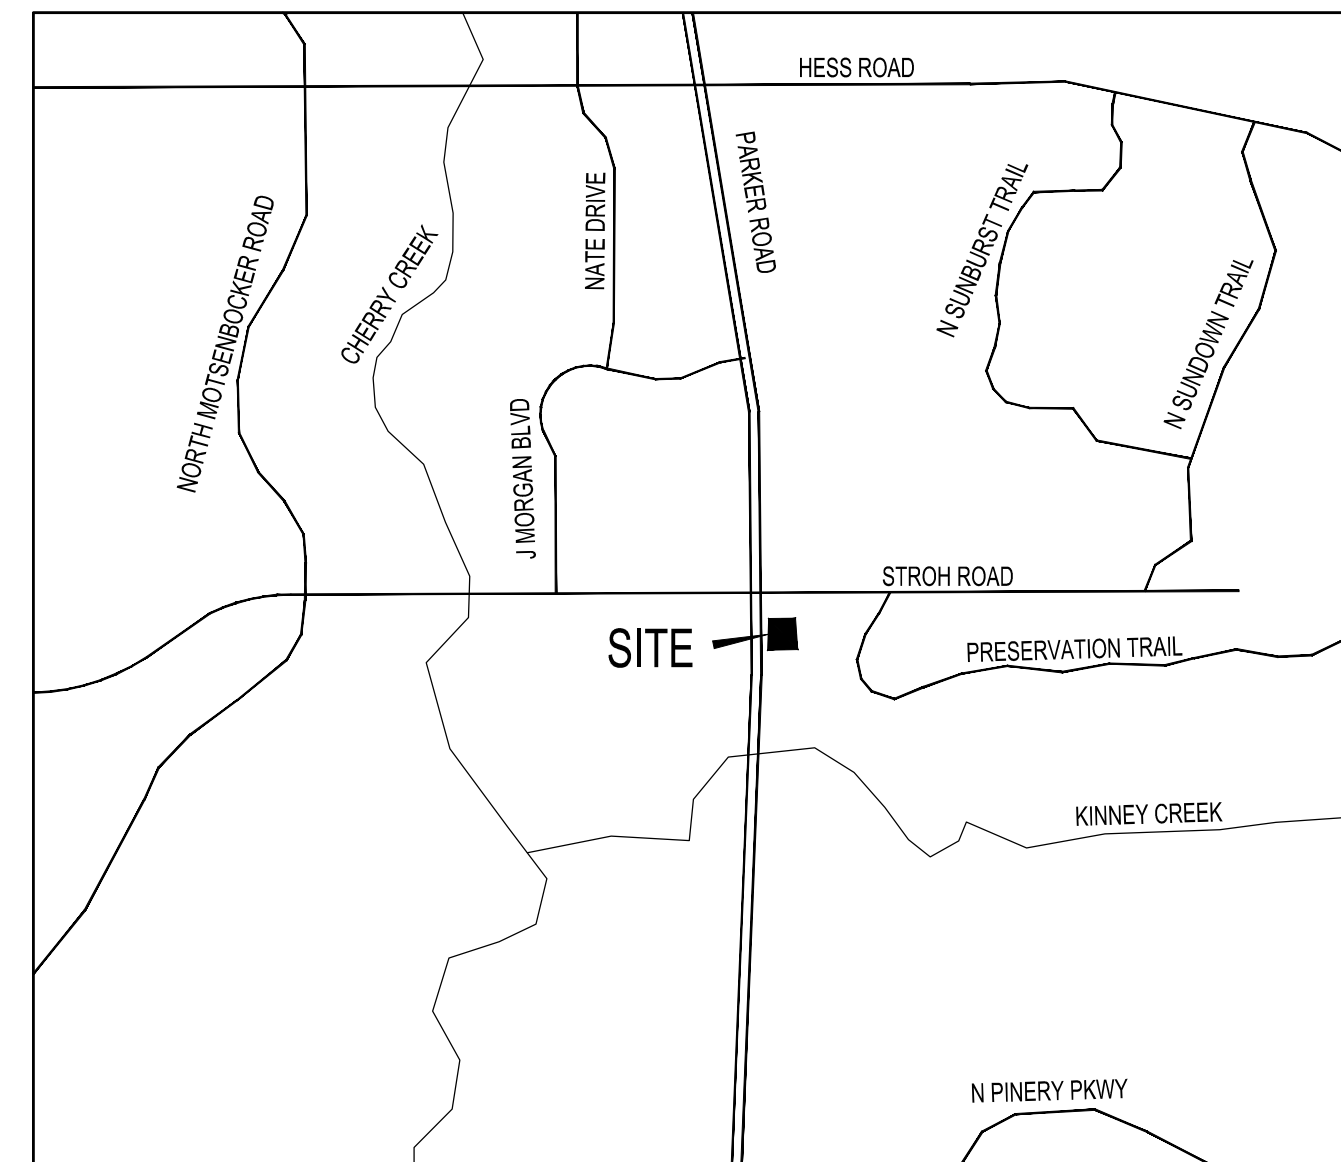 HESS ROAD
PARKER ROAD
NATE DRIVE
N SUNBURST TRAIL
NORTH MOTSENBOCKER ROAD
CHERRY CREEK
N SUNDOWN TRAIL
J MORGAN BLVD
STROH ROAD
SITE
PRESERVATION TRAIL
KINNEY CREEK
N PINERY PKWY